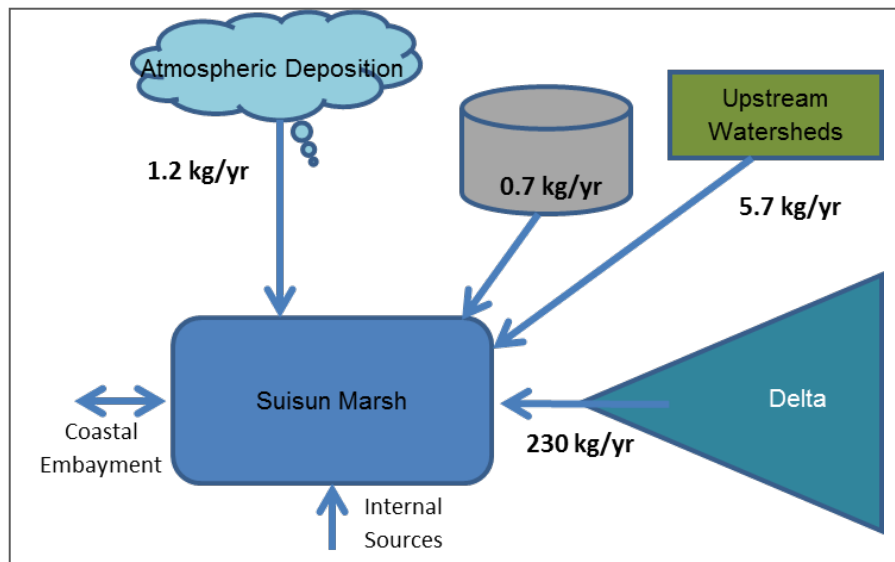 Atmospheric Deposition
Upstream
Watersheds
1.2 kg/yr
0.7 kg/yr
5.7 kg/yr
Suisun Marsh
Delta
230 kg/yr
Coastal
Embayment
Internal
Sources